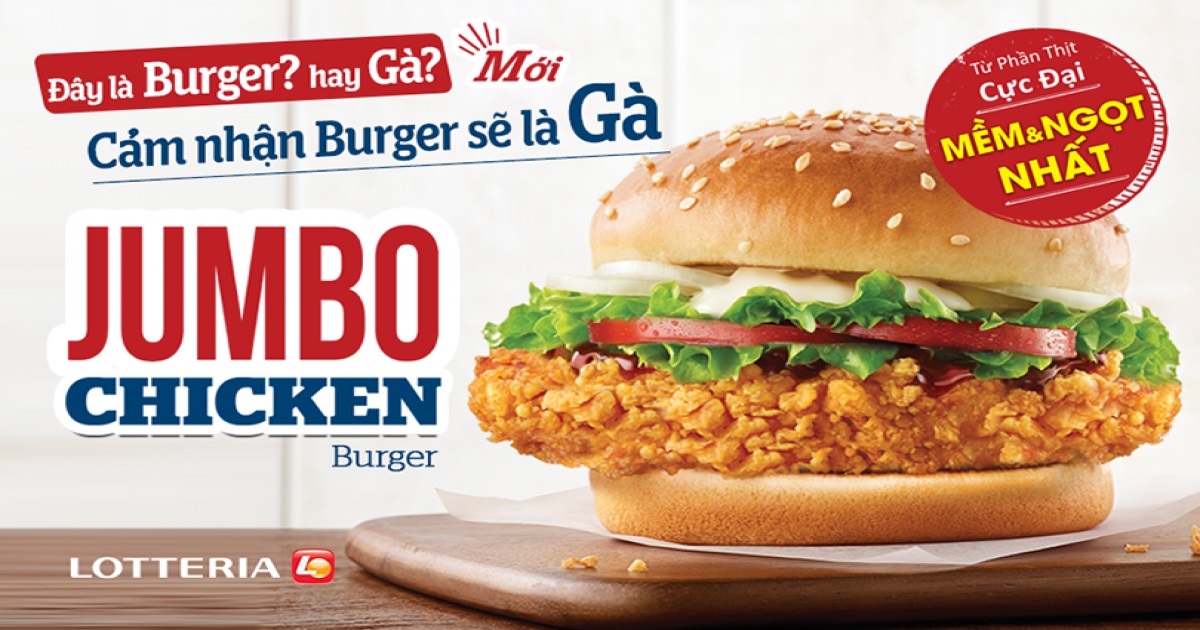 Đây là Burger? hay Gà?
Mới
Cảm nhận Burger sẽ là Gà
JUMBO
CHICKEN
Burger
LOTTERIA
Từ Phần Thịt
Cực Đại
MỀM&NGỌT
NHẤT